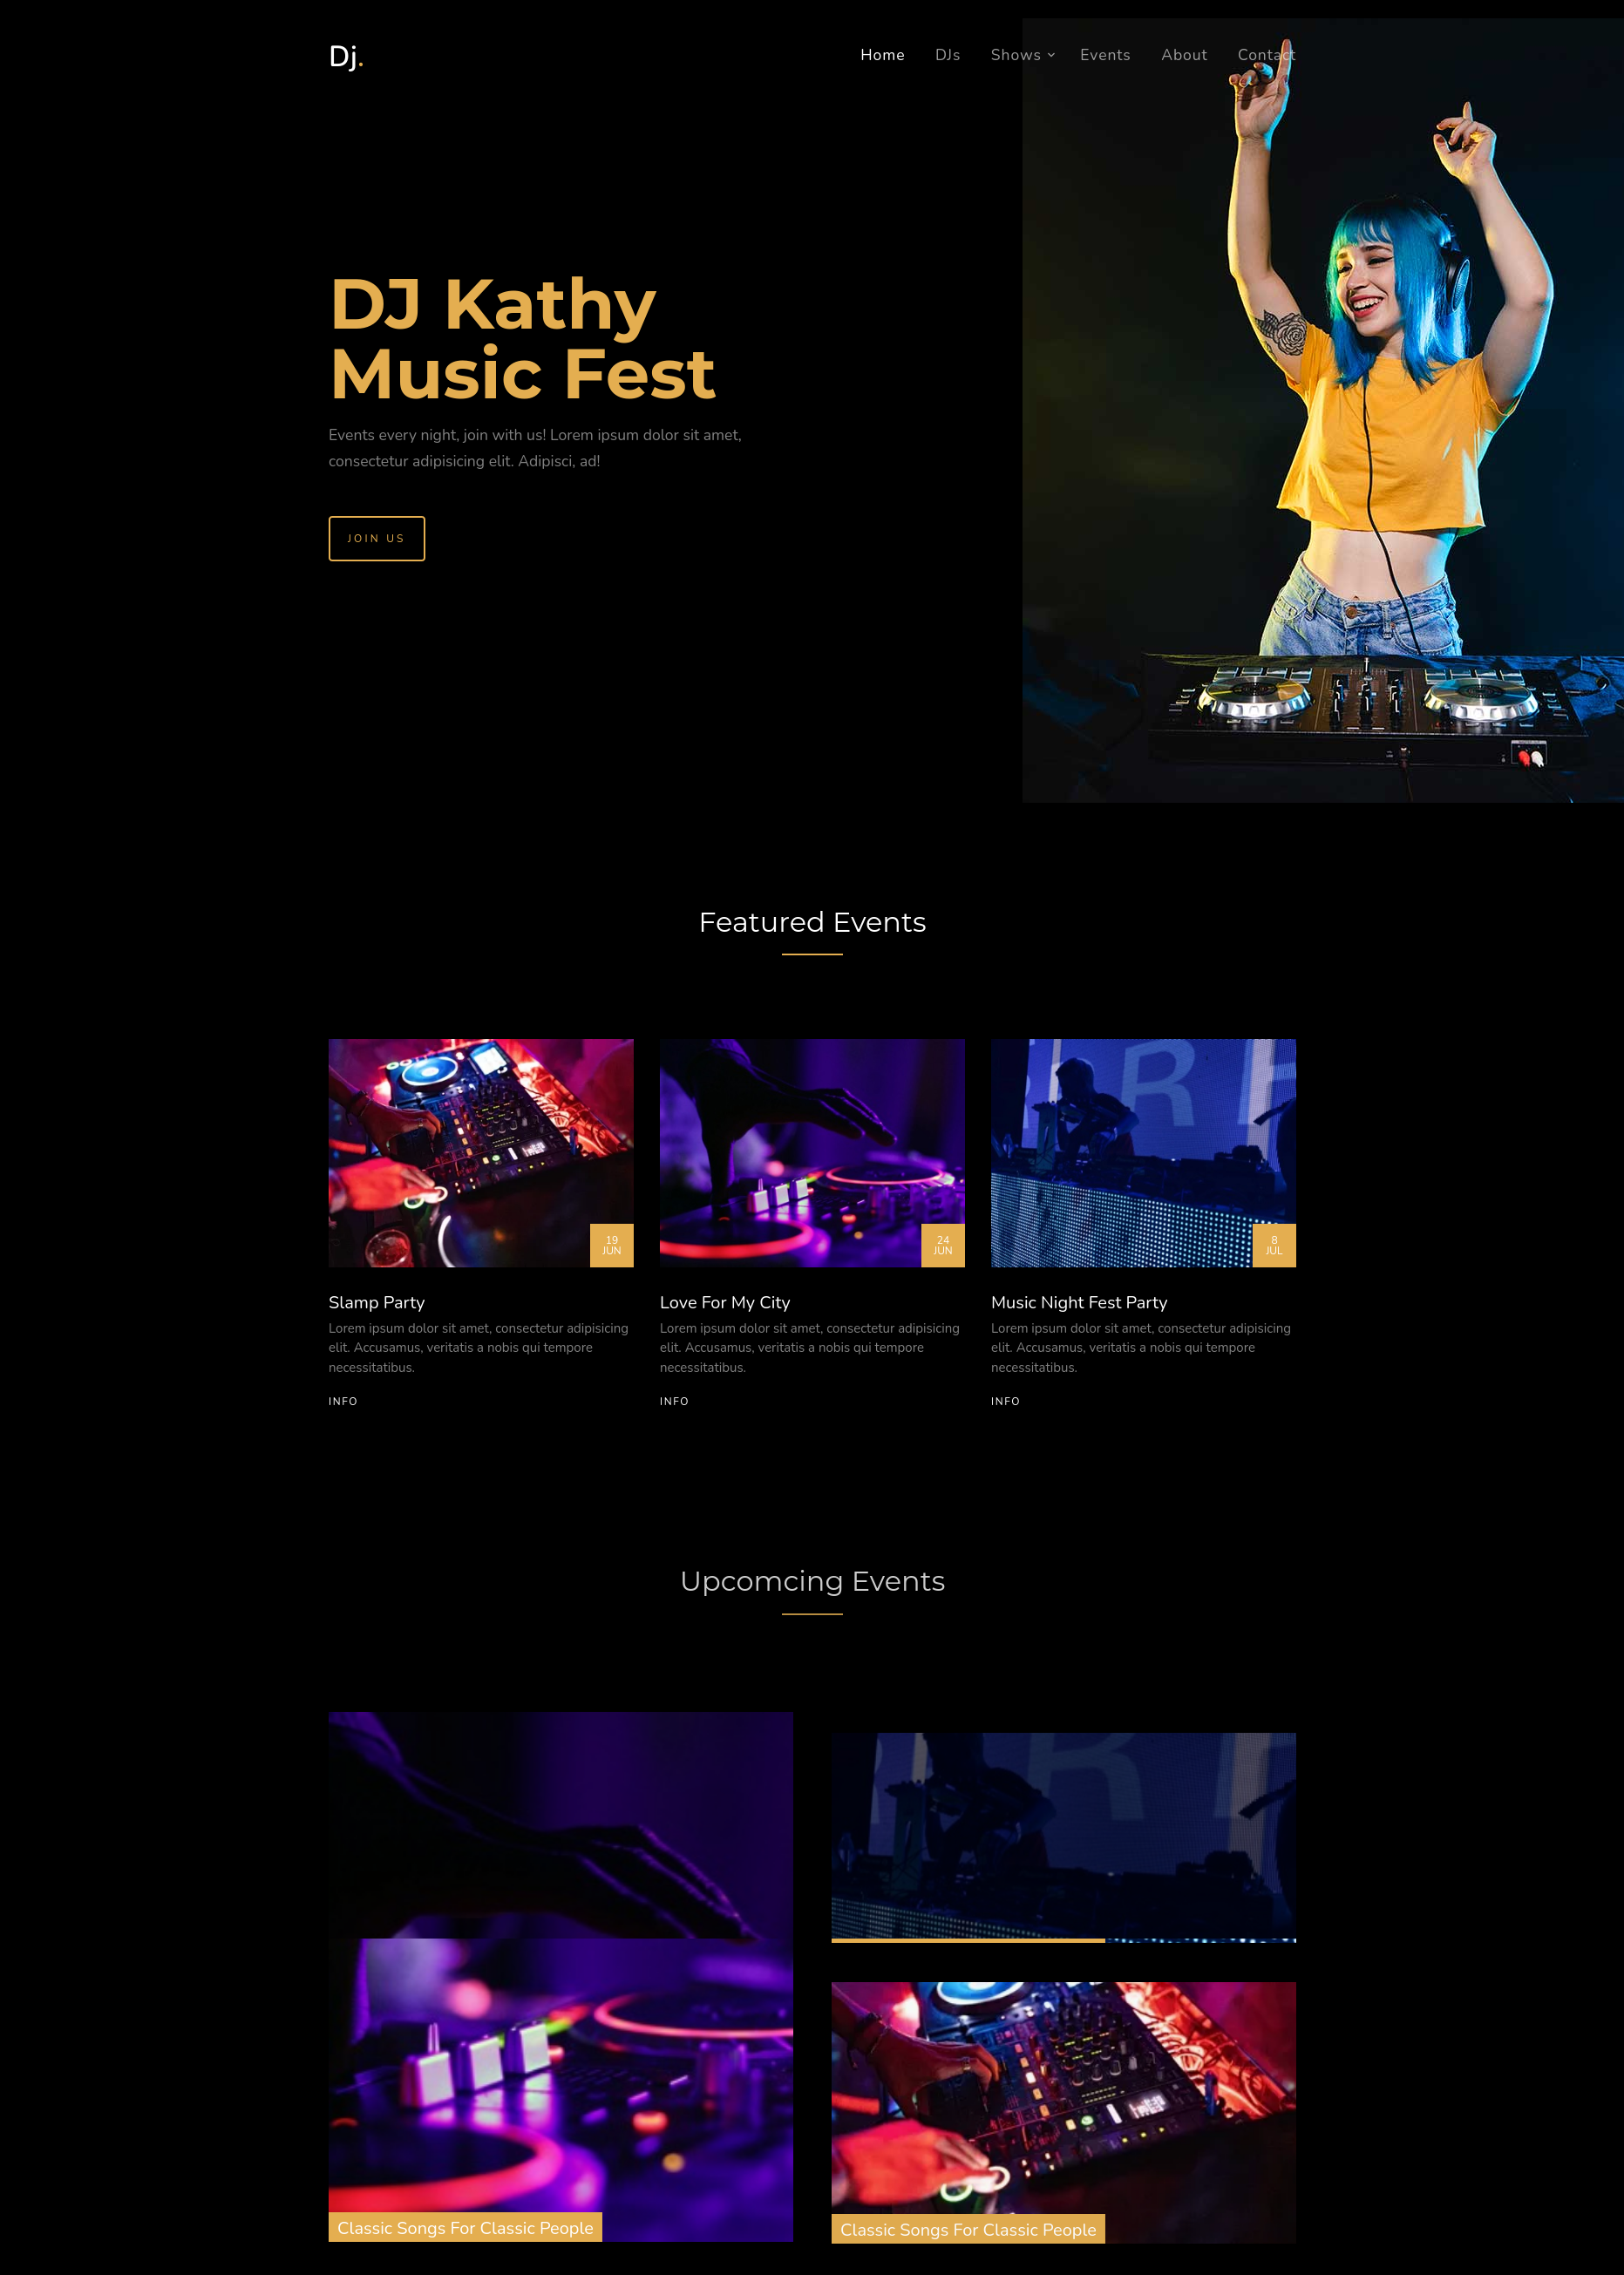 Dj.
Home DJs Shows Events About Contact
DJ Kathy
Music Fest
Events every night, join with us! Lorem ipsum dolor sit amet,
consectetur adipisicing elit. Adipisci, ad!
JOIN US
Featured Events
19
JUN
24
JUN
8
JUL
Slamp Party
Lorem ipsum dolor sit amet, consectetur adipisicing
elit. Accusamus, veritatis a nobis qui tempore
necessitatibus.
INFO
Love For My City
Lorem ipsum dolor sit amet, consectetur adipisicing
elit. Accusamus, veritatis a nobis qui tempore
necessitatibus.
INFO
Music Night Fest Party
Lorem ipsum dolor sit amet, consectetur adipisicing
elit. Accusamus, veritatis a nobis qui tempore
necessitatibus.
INFO
Upcomcing Events
Classic Songs For Classic People
Classic Songs For Classic People